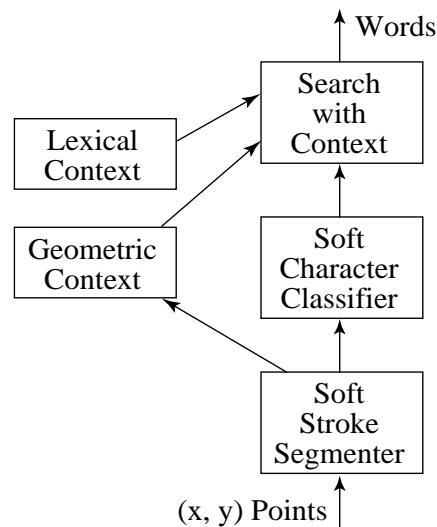 Words
Search
with
Context
Lexical
Context
Geometric
Context
Soft
Character
Classifier
Soft
Stroke
Segmenter
(x, y) Points